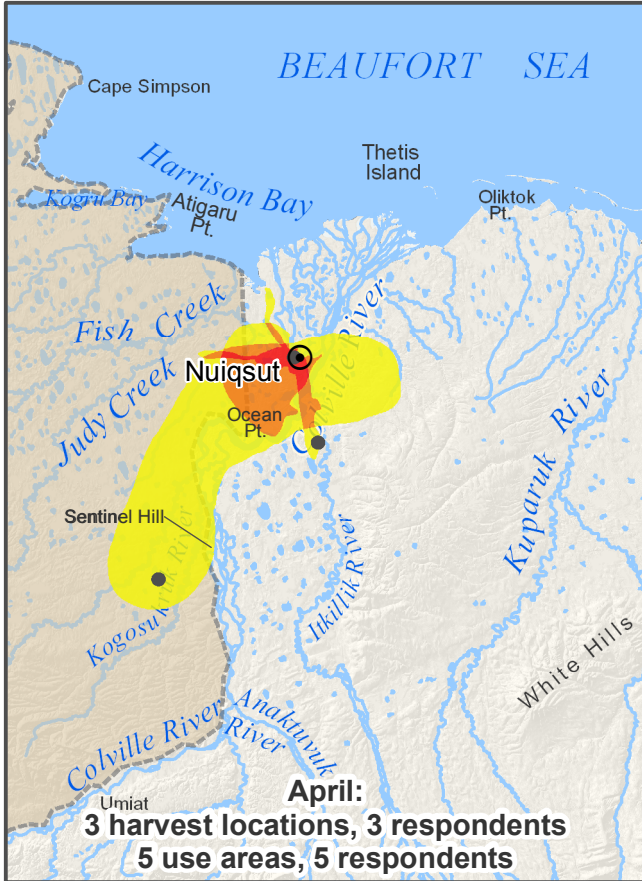 BEAUFORT SEA
Cape Simpson
Harrison Bay
Thetis
Island
Kogru Bay
Atigaru
Pt.
Oliktok
Pt.
Fish Creek
Colville River
Nuiqsut
Judy Creek
Ocean
Pt.
Kuparuk River
Sentinel Hill
Itkillik River
Kogosukruk River
White Hills
Anaktuvuk
River
Colville River
Umiat
April:
3 harvest locations, 3 respondents
5 use areas, 5 respondents